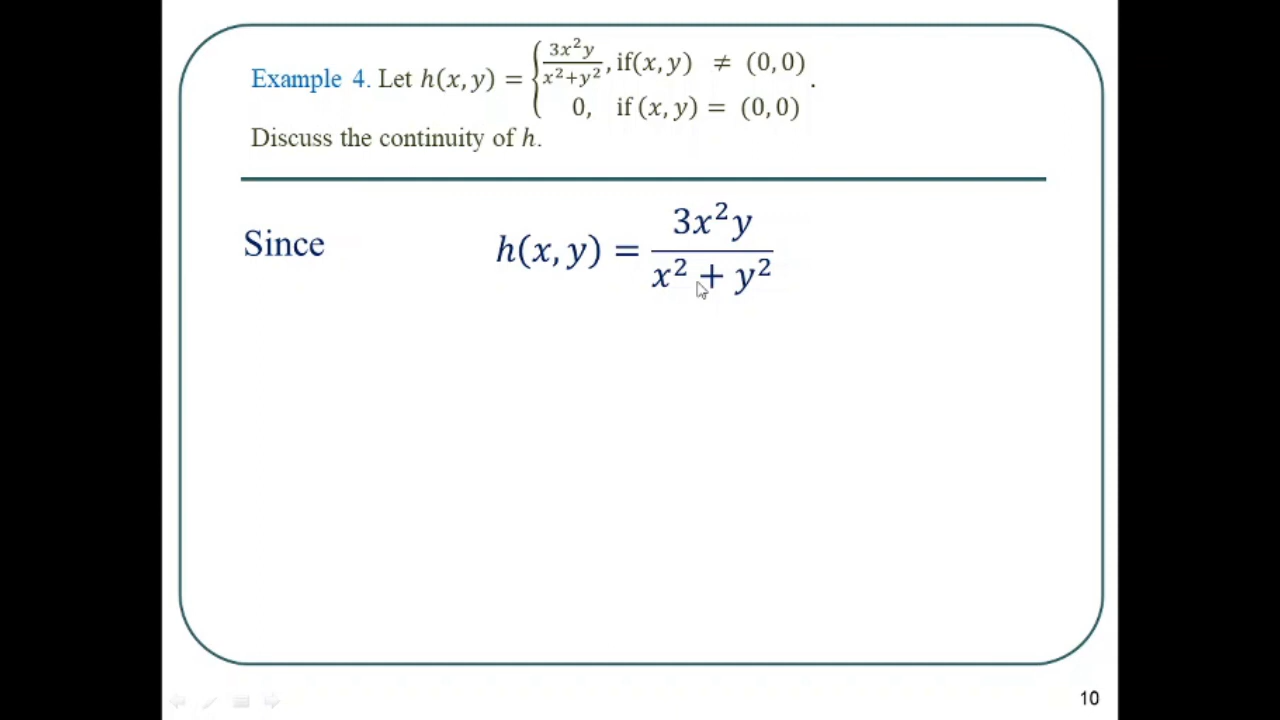 Example 4. Let h(x, y) = { 3x²y / x²+y² , if(x, y) ≠ (0, 0)
0, if (x, y) = (0, 0) .
Discuss the continuity of h.
Since h(x, y) = 3x²y / x² + y²
10